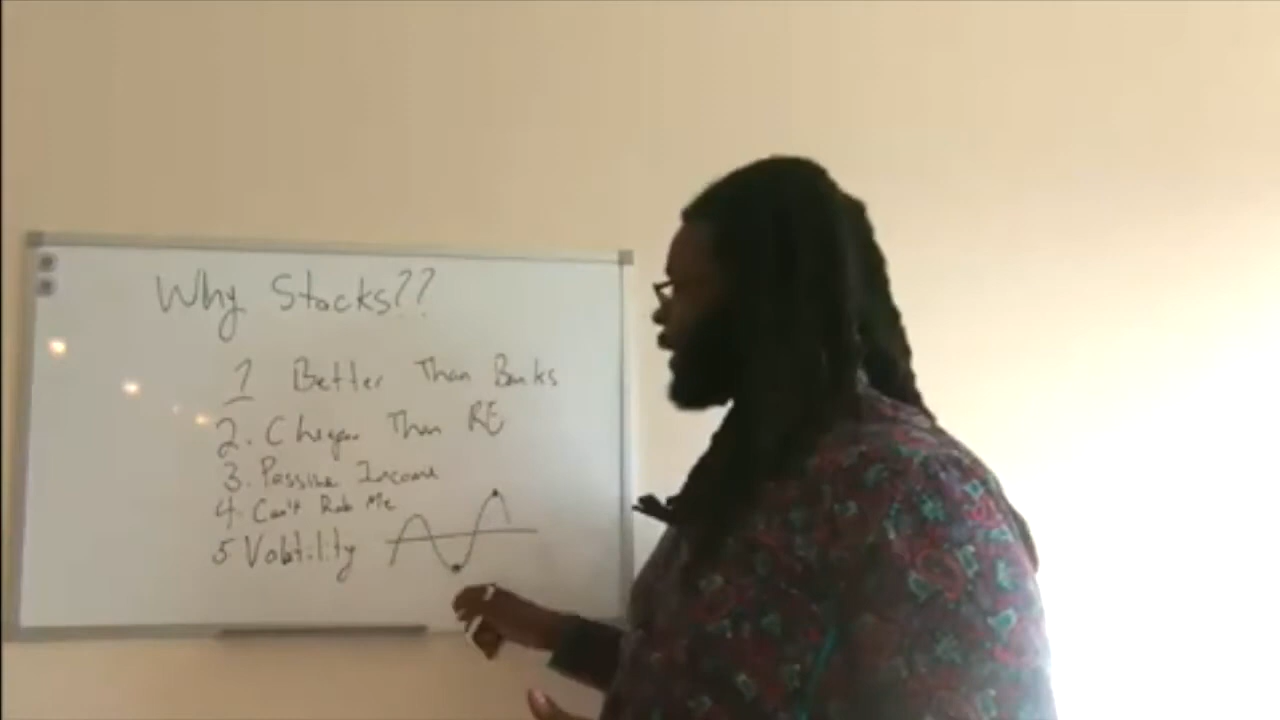 Why Stocks??
1 Better Than Banks
2. Cheaper Than RE
3. Passive Income
4. Can't Rob Me
5 Volatility